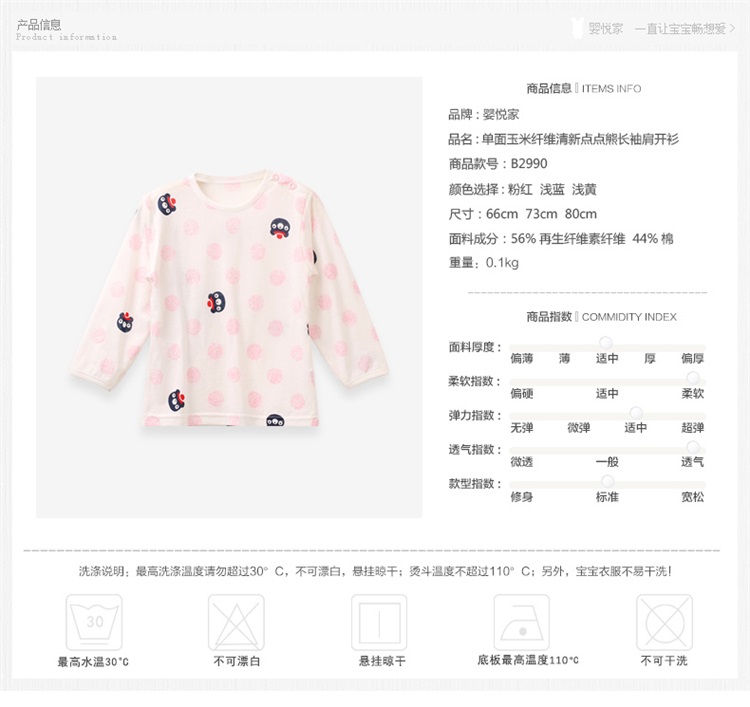 产品信息
Product information
婴悦家 一直让宝宝畅想爱 >
商品信息 ITEMS INFO
品牌：婴悦家
品名：单面玉米纤维清新点点熊长袖肩开衫
商品款号：B2990
颜色选择：粉红 浅蓝 浅黄
尺寸：66cm 73cm 80cm
面料成分：56% 再生纤维素纤维 44% 棉
重量：0.1kg
商品指数 COMMIDITY INDEX
面料厚度：
偏薄 薄 适中 厚 偏厚
柔软指数：
偏硬 适中 柔软
弹力指数：
无弹 微弹 适中 超弹
透气指数：
微透 一般 透气
款型指数：
修身 标准 宽松
洗涤说明：最高洗涤温度请勿超过30°C，不可漂白，悬挂晾干；烫斗温度不超过110°C；另外，宝宝衣服不易干洗！
30
最高水温30°C 不可漂白 悬挂晾干 底板最高温度110°C 不可干洗